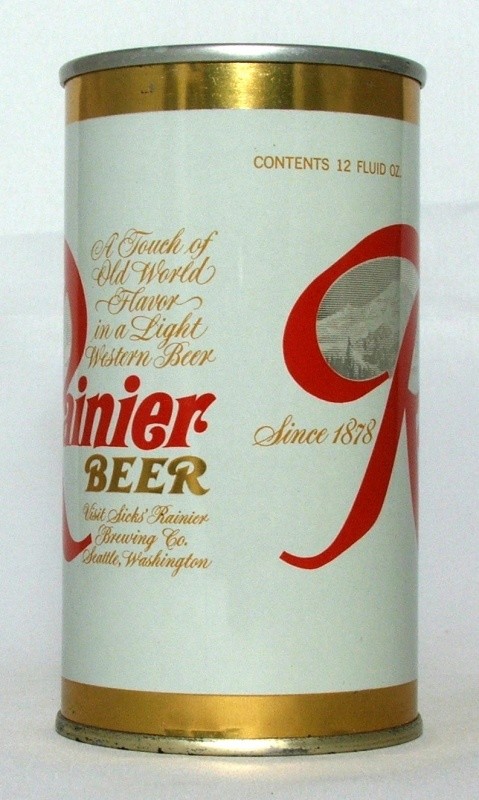 CONTENTS 12 FLUID OZ.
A Touch of
Old World
Flavor
in a Light
Western Beer
Rainier
BEER
Since 1878
Visit Sicks' Rainier
Brewing Co.
Seattle, Washington
R